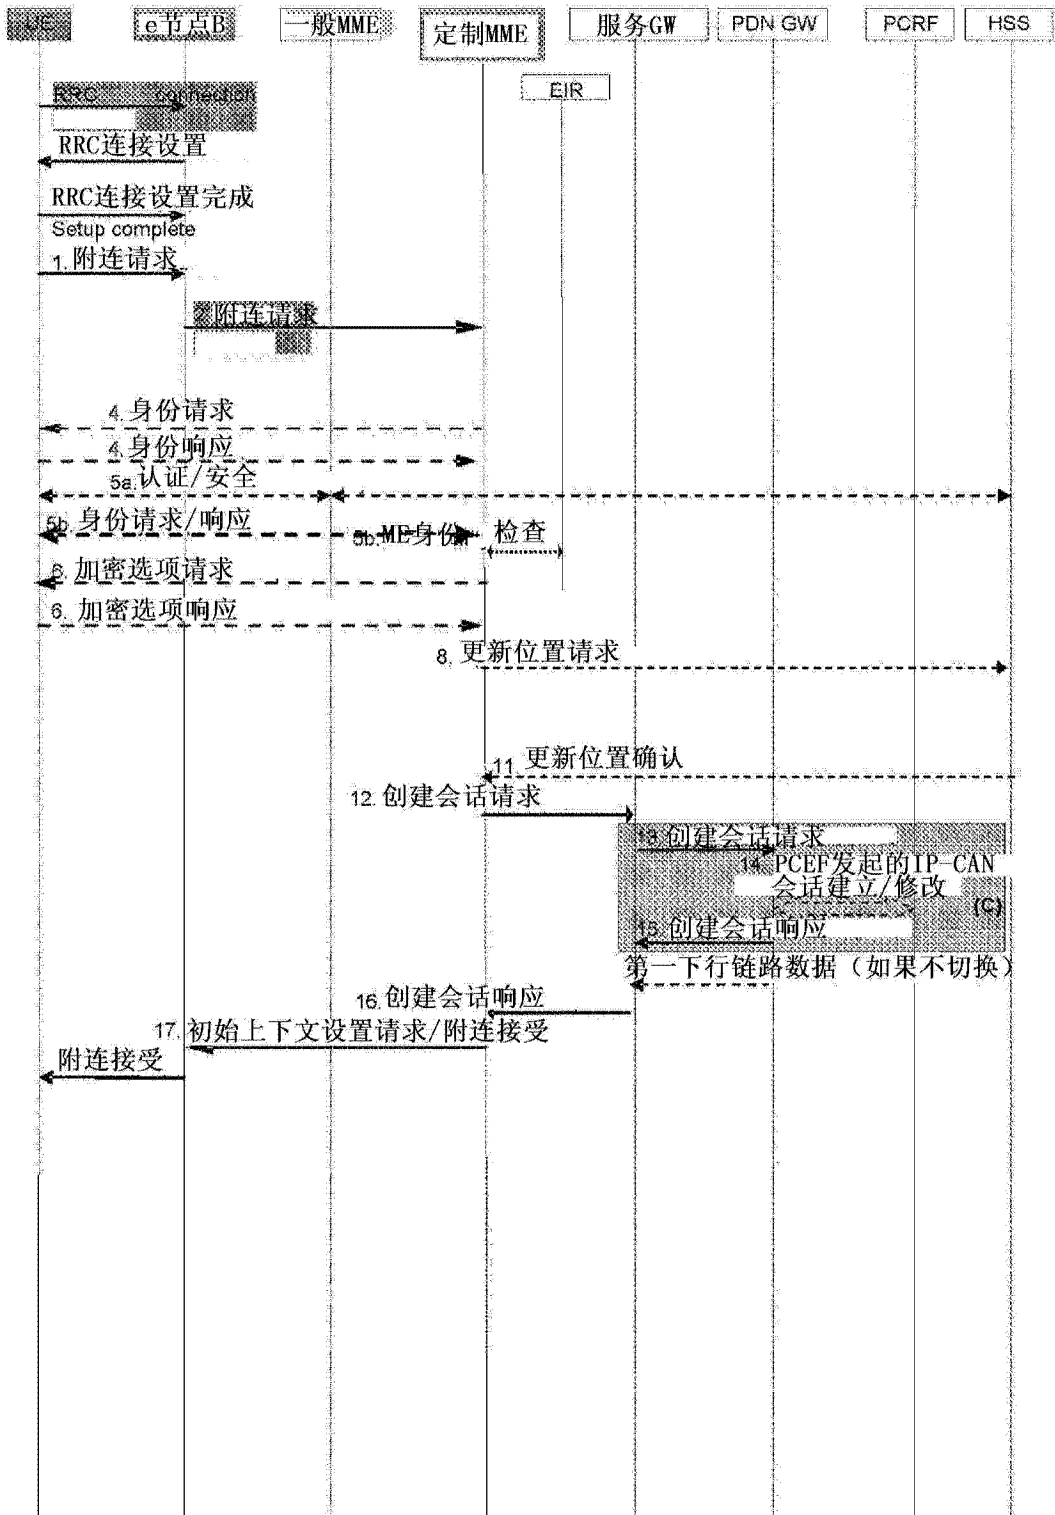 UE
e节点B
一般MME
定制MME
服务GW
PDN GW
PCRF
HSS
EIR
RRC connection
RRC连接设置
RRC连接设置完成
Setup complete
1. 附连请求
2 附连请求
4. 身份请求
4. 身份响应
5a. 认证/安全
5b. 身份请求/响应
5b. ME身份 检查
6. 加密选项请求
6. 加密选项响应
8. 更新位置请求
11 更新位置确认
12. 创建会话请求
13. 创建会话请求
14. PCEF发起的IP-CAN
会话建立/修改
(C)
15. 创建会话响应
第一下行链路数据（如果不切换）
16. 创建会话响应
17. 初始上下文设置请求/附连接受
附连接受